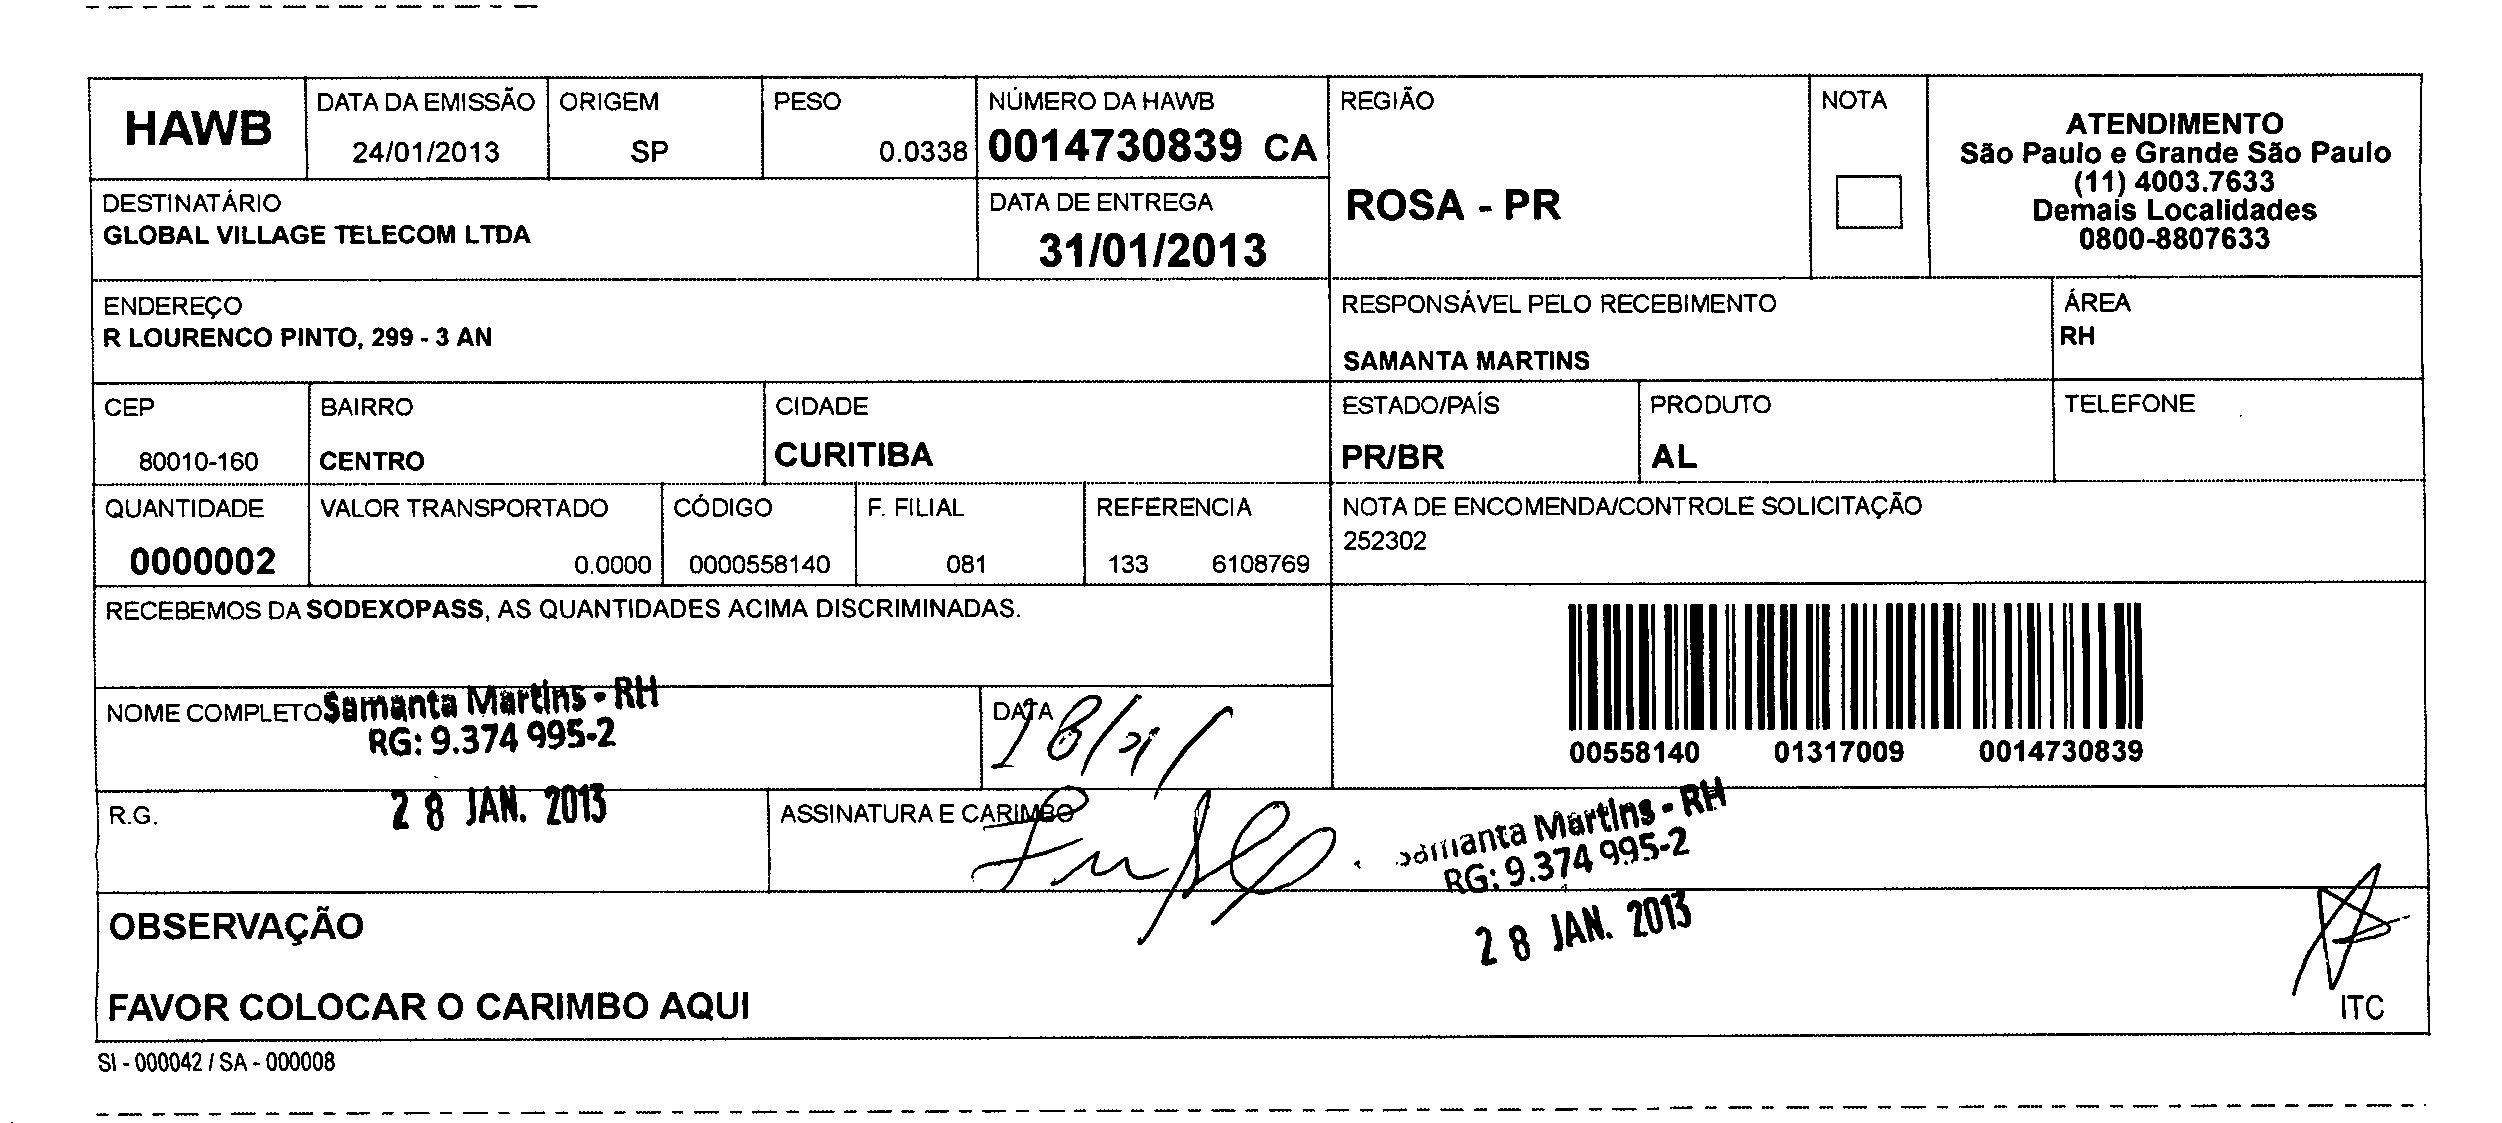 HAWB
DATA DA EMISSÃO
24/01/2013
ORIGEM
SP
PESO
0.0338
NÚMERO DA HAWB
0014730839 CA
REGIÃO
ROSA - PR
NOTA
ATENDIMENTO
São Paulo e Grande São Paulo
(11) 4003.7633
Demais Localidades
0800-8807633
DESTINATÁRIO
GLOBAL VILLAGE TELECOM LTDA
DATA DE ENTREGA
31/01/2013
ENDEREÇO
R LOURENCO PINTO, 299 - 3 AN
RESPONSÁVEL PELO RECEBIMENTO
SAMANTA MARTINS
ÁREA
RH
CEP
80010-160
BAIRRO
CENTRO
CIDADE
CURITIBA
ESTADO/PAÍS
PR/BR
PRODUTO
AL
TELEFONE
QUANTIDADE
0000002
VALOR TRANSPORTADO
0.0000
CÓDIGO
0000558140
F. FILIAL
081
REFERENCIA
133 6108769
NOTA DE ENCOMENDA/CONTROLE SOLICITAÇÃO
252302
RECEBEMOS DA SODEXOPASS, AS QUANTIDADES ACIMA DISCRIMINADAS.
00558140 01317009 0014730839
NOME COMPLETO
Samanta Martins - RH
RG: 9.374 995-2
28 JAN. 2013
DATA
R.G.
ASSINATURA E CARIMBO
Samanta Martins - RH
RG: 9.374 995-2
28 JAN. 2013
OBSERVAÇÃO
FAVOR COLOCAR O CARIMBO AQUI
ITC
SI - 000042 / SA - 000008